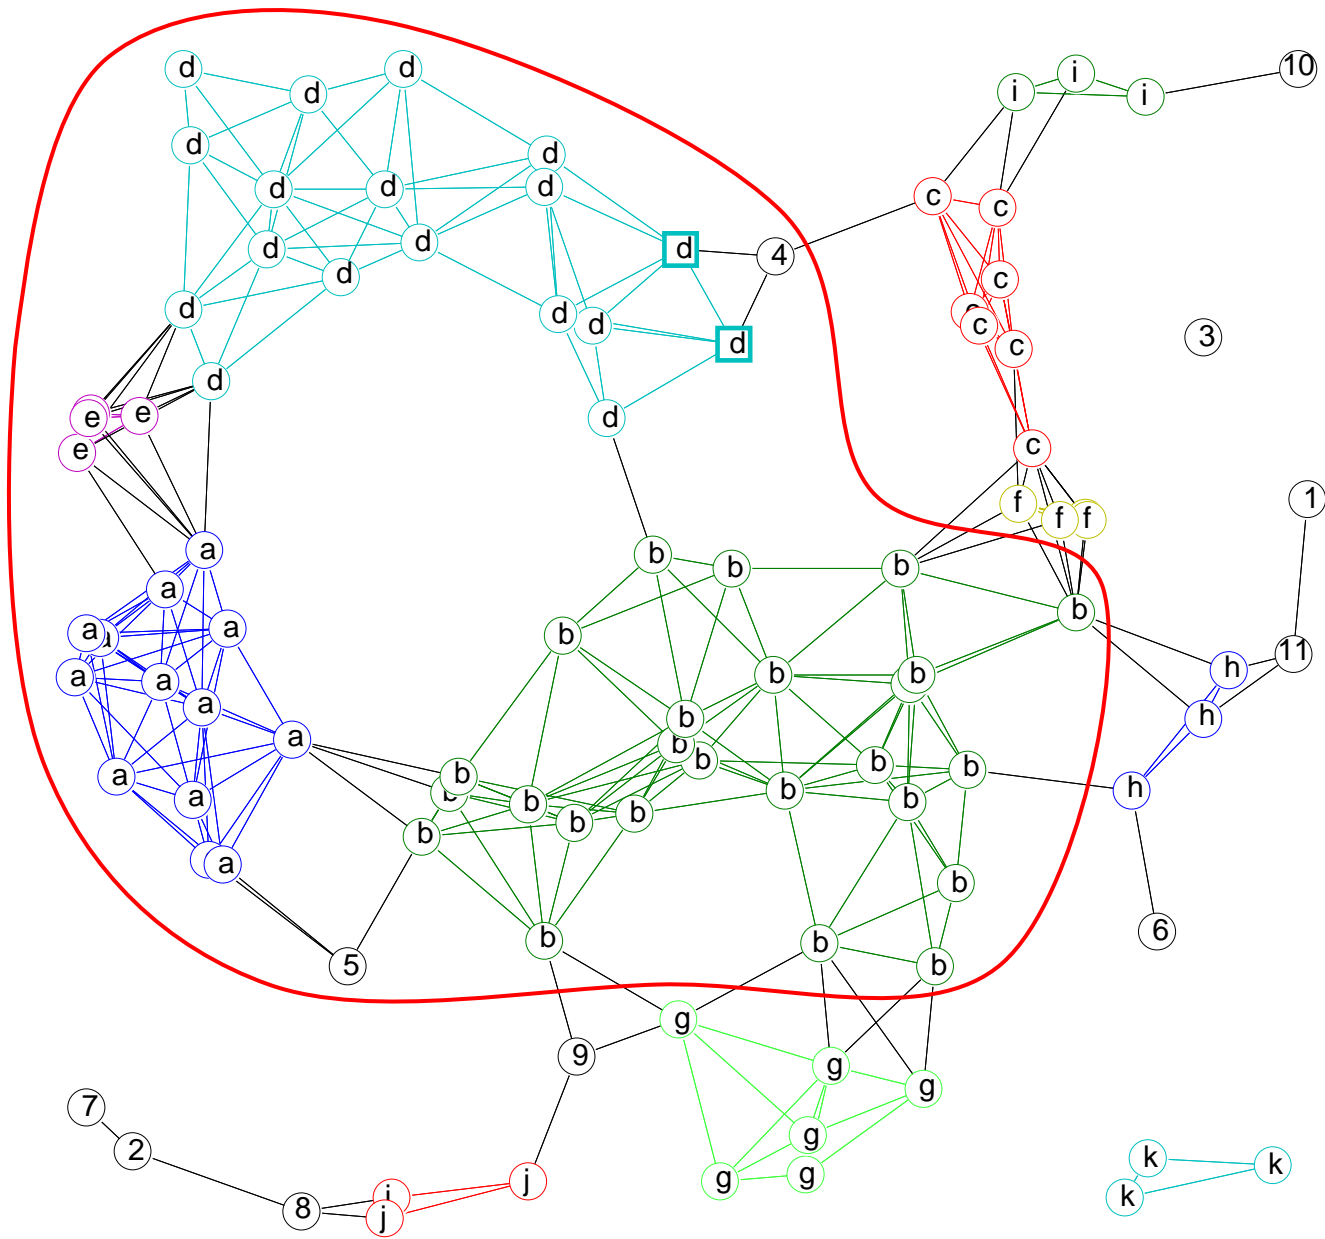 d d i i i 10
d
d d
d d d d c c
d d d 4
d c
d d d c
d d c 3
d
e e d c
e
f f f 1
a b b b
a b
a a a b h 11
a a b b h
a b
a b b b
a b b b b b h
a b b b b b
a b
b b b 6
5
g
9
g g
7
2 g k k
j g g k
8 j j